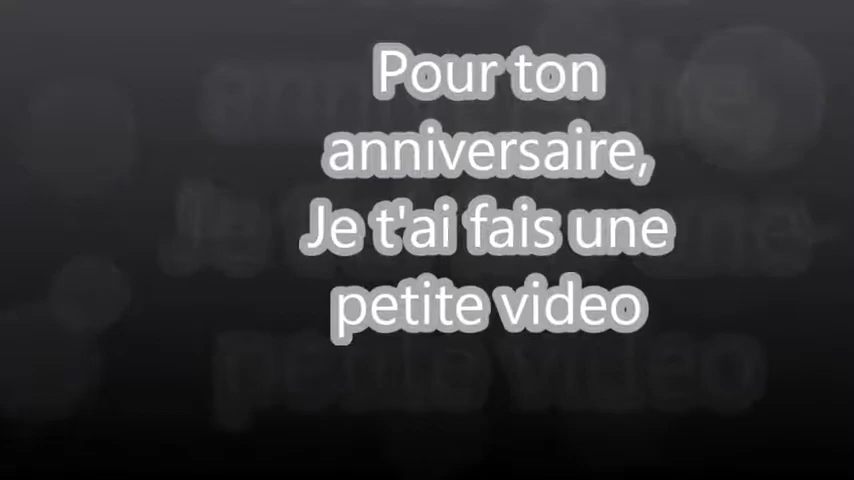 Pour ton
anniversaire,
Je t'ai fais une
petite video